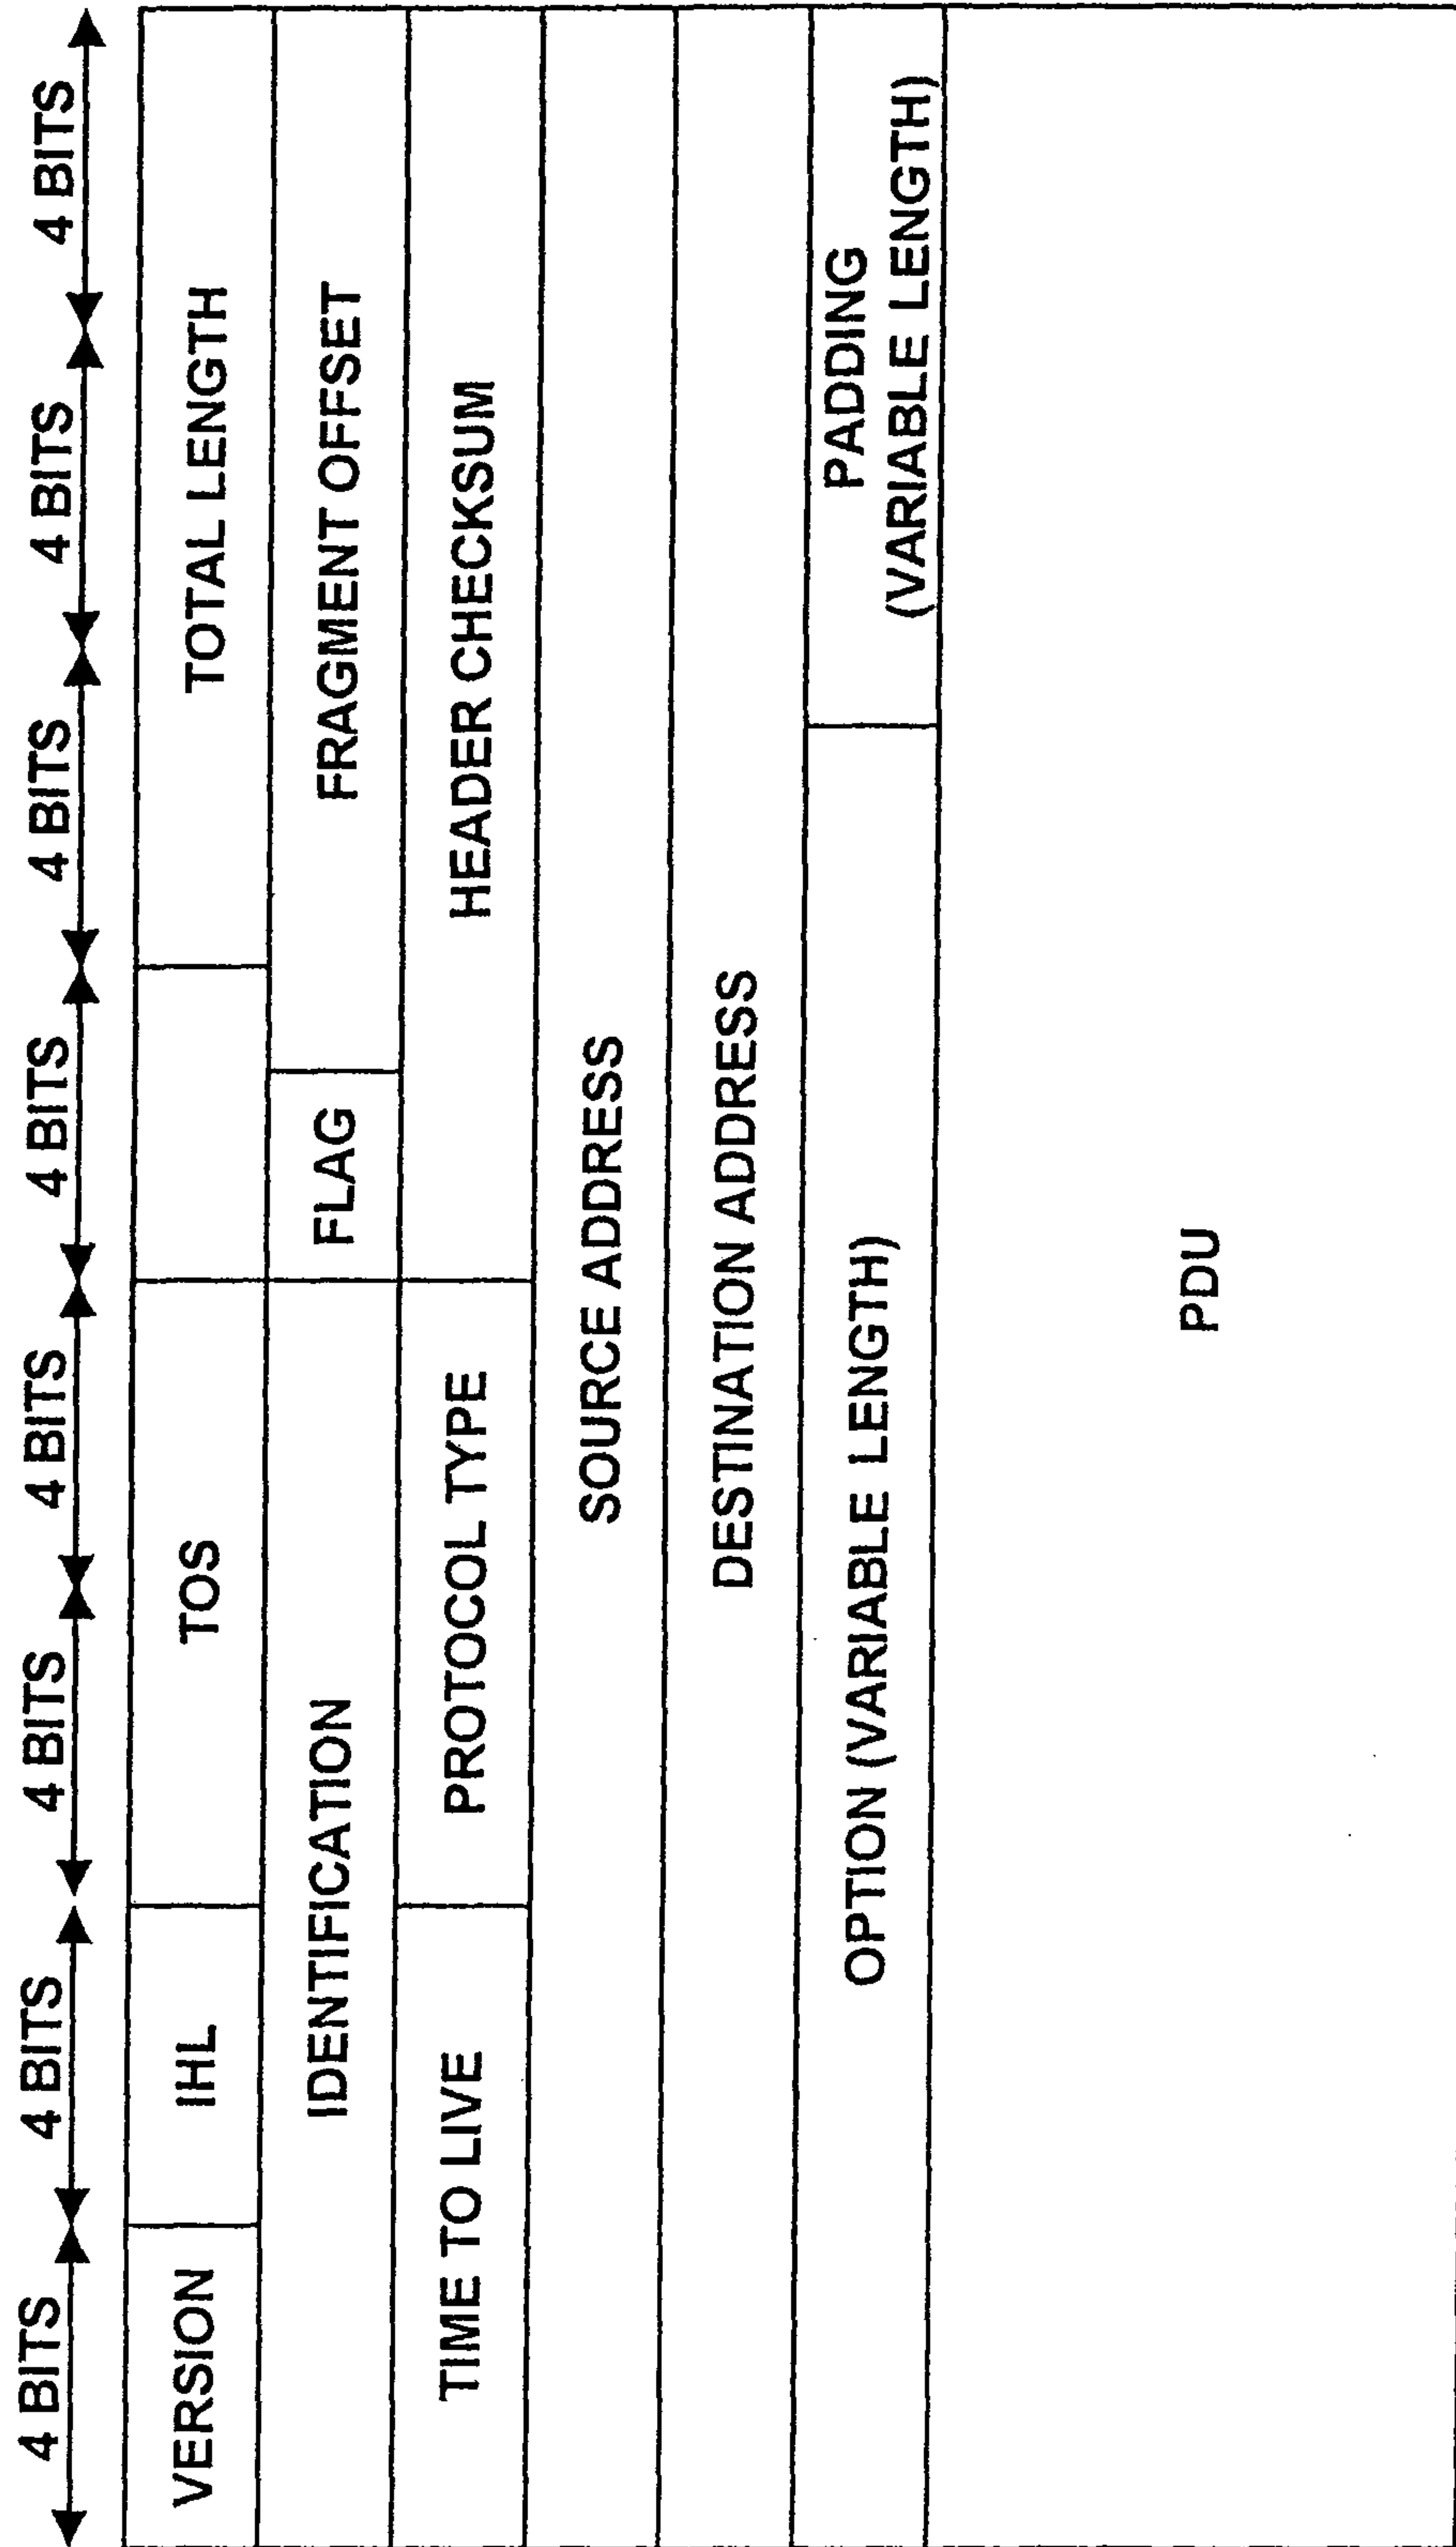 4 BITS 4 BITS 4 BITS 4 BITS 4 BITS 4 BITS 4 BITS 4 BITS
VERSION IHL TOS TOTAL LENGTH
IDENTIFICATION FLAG FRAGMENT OFFSET
TIME TO LIVE PROTOCOL TYPE HEADER CHECKSUM
SOURCE ADDRESS
DESTINATION ADDRESS
OPTION (VARIABLE LENGTH) PADDING
(VARIABLE LENGTH)
PDU